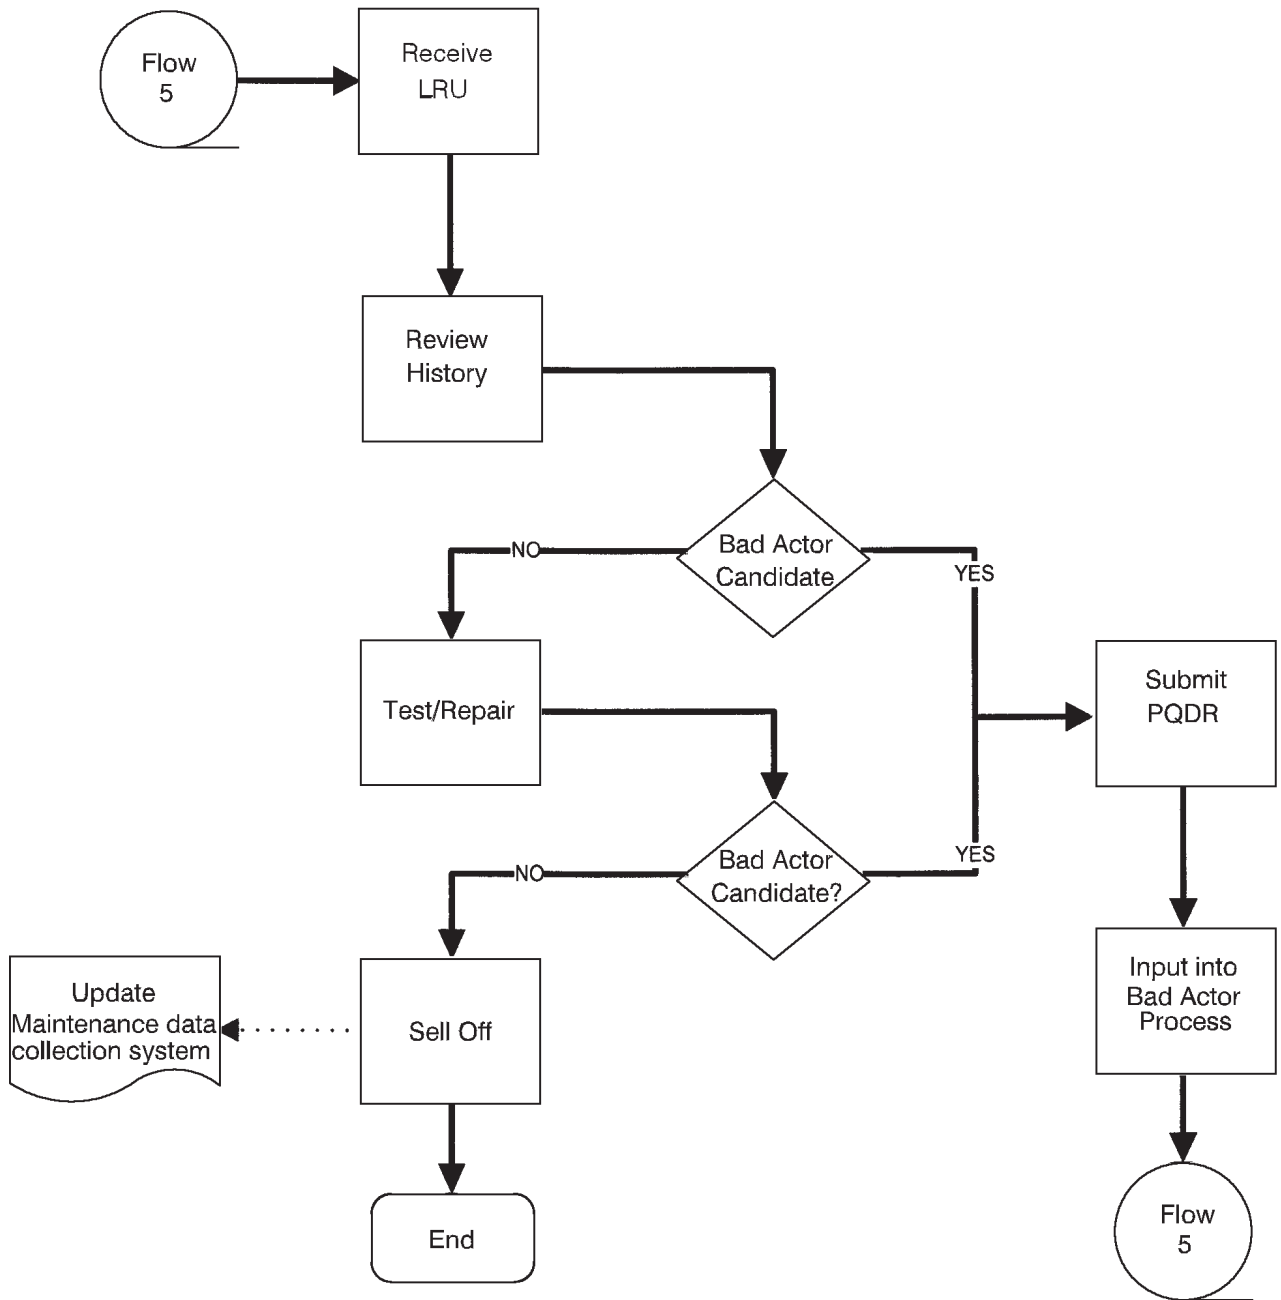 Flow
5
Receive
LRU
Review
History
Bad Actor
Candidate
NO
YES
Test/Repair
Submit
PQDR
Bad Actor
Candidate?
NO
YES
Input into
Bad Actor
Process
Update
Maintenance data
collection system
Sell Off
End
Flow
5